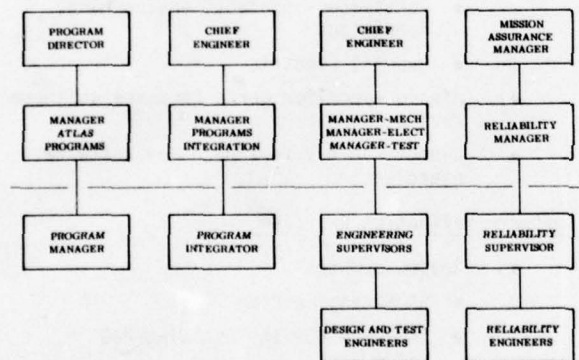 PROGRAM
DIRECTOR
CHIEF
ENGINEER
CHIEF
ENGINEER
MISSION
ASSURANCE
MANAGER
MANAGER
ATLAS
PROGRAMS
MANAGER
PROGRAMS
INTEGRATION
MANAGER-MECH
MANAGER-ELECT
MANAGER-TEST
RELIABILITY
MANAGER
PROGRAM
MANAGER
PROGRAM
INTEGRATOR
ENGINEERING
SUPERVISORS
RELIABILITY
SUPERVISOR
DESIGN AND TEST
ENGINEERS
RELIABILITY
ENGINEERS